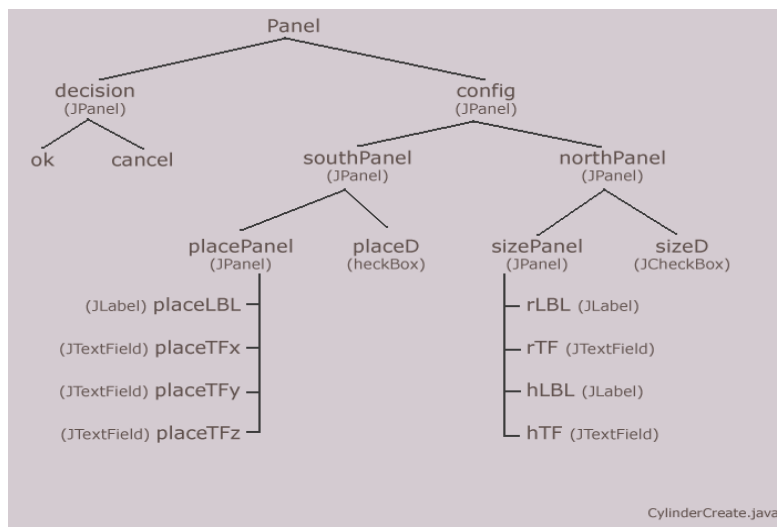 Panel
decision
(JPanel)
config
(JPanel)
ok
cancel
southPanel
(JPanel)
northPanel
(JPanel)
placePanel
(JPanel)
placeD
(heckBox)
sizePanel
(JPanel)
sizeD
(JCheckBox)
(JLabel) placeLBL
(JTextField) placeTFx
(JTextField) placeTFy
(JTextField) placeTFz
rLBL (JLabel)
rTF (JTextField)
hLBL (JLabel)
hTF (JTextField)
CylinderCreate.java